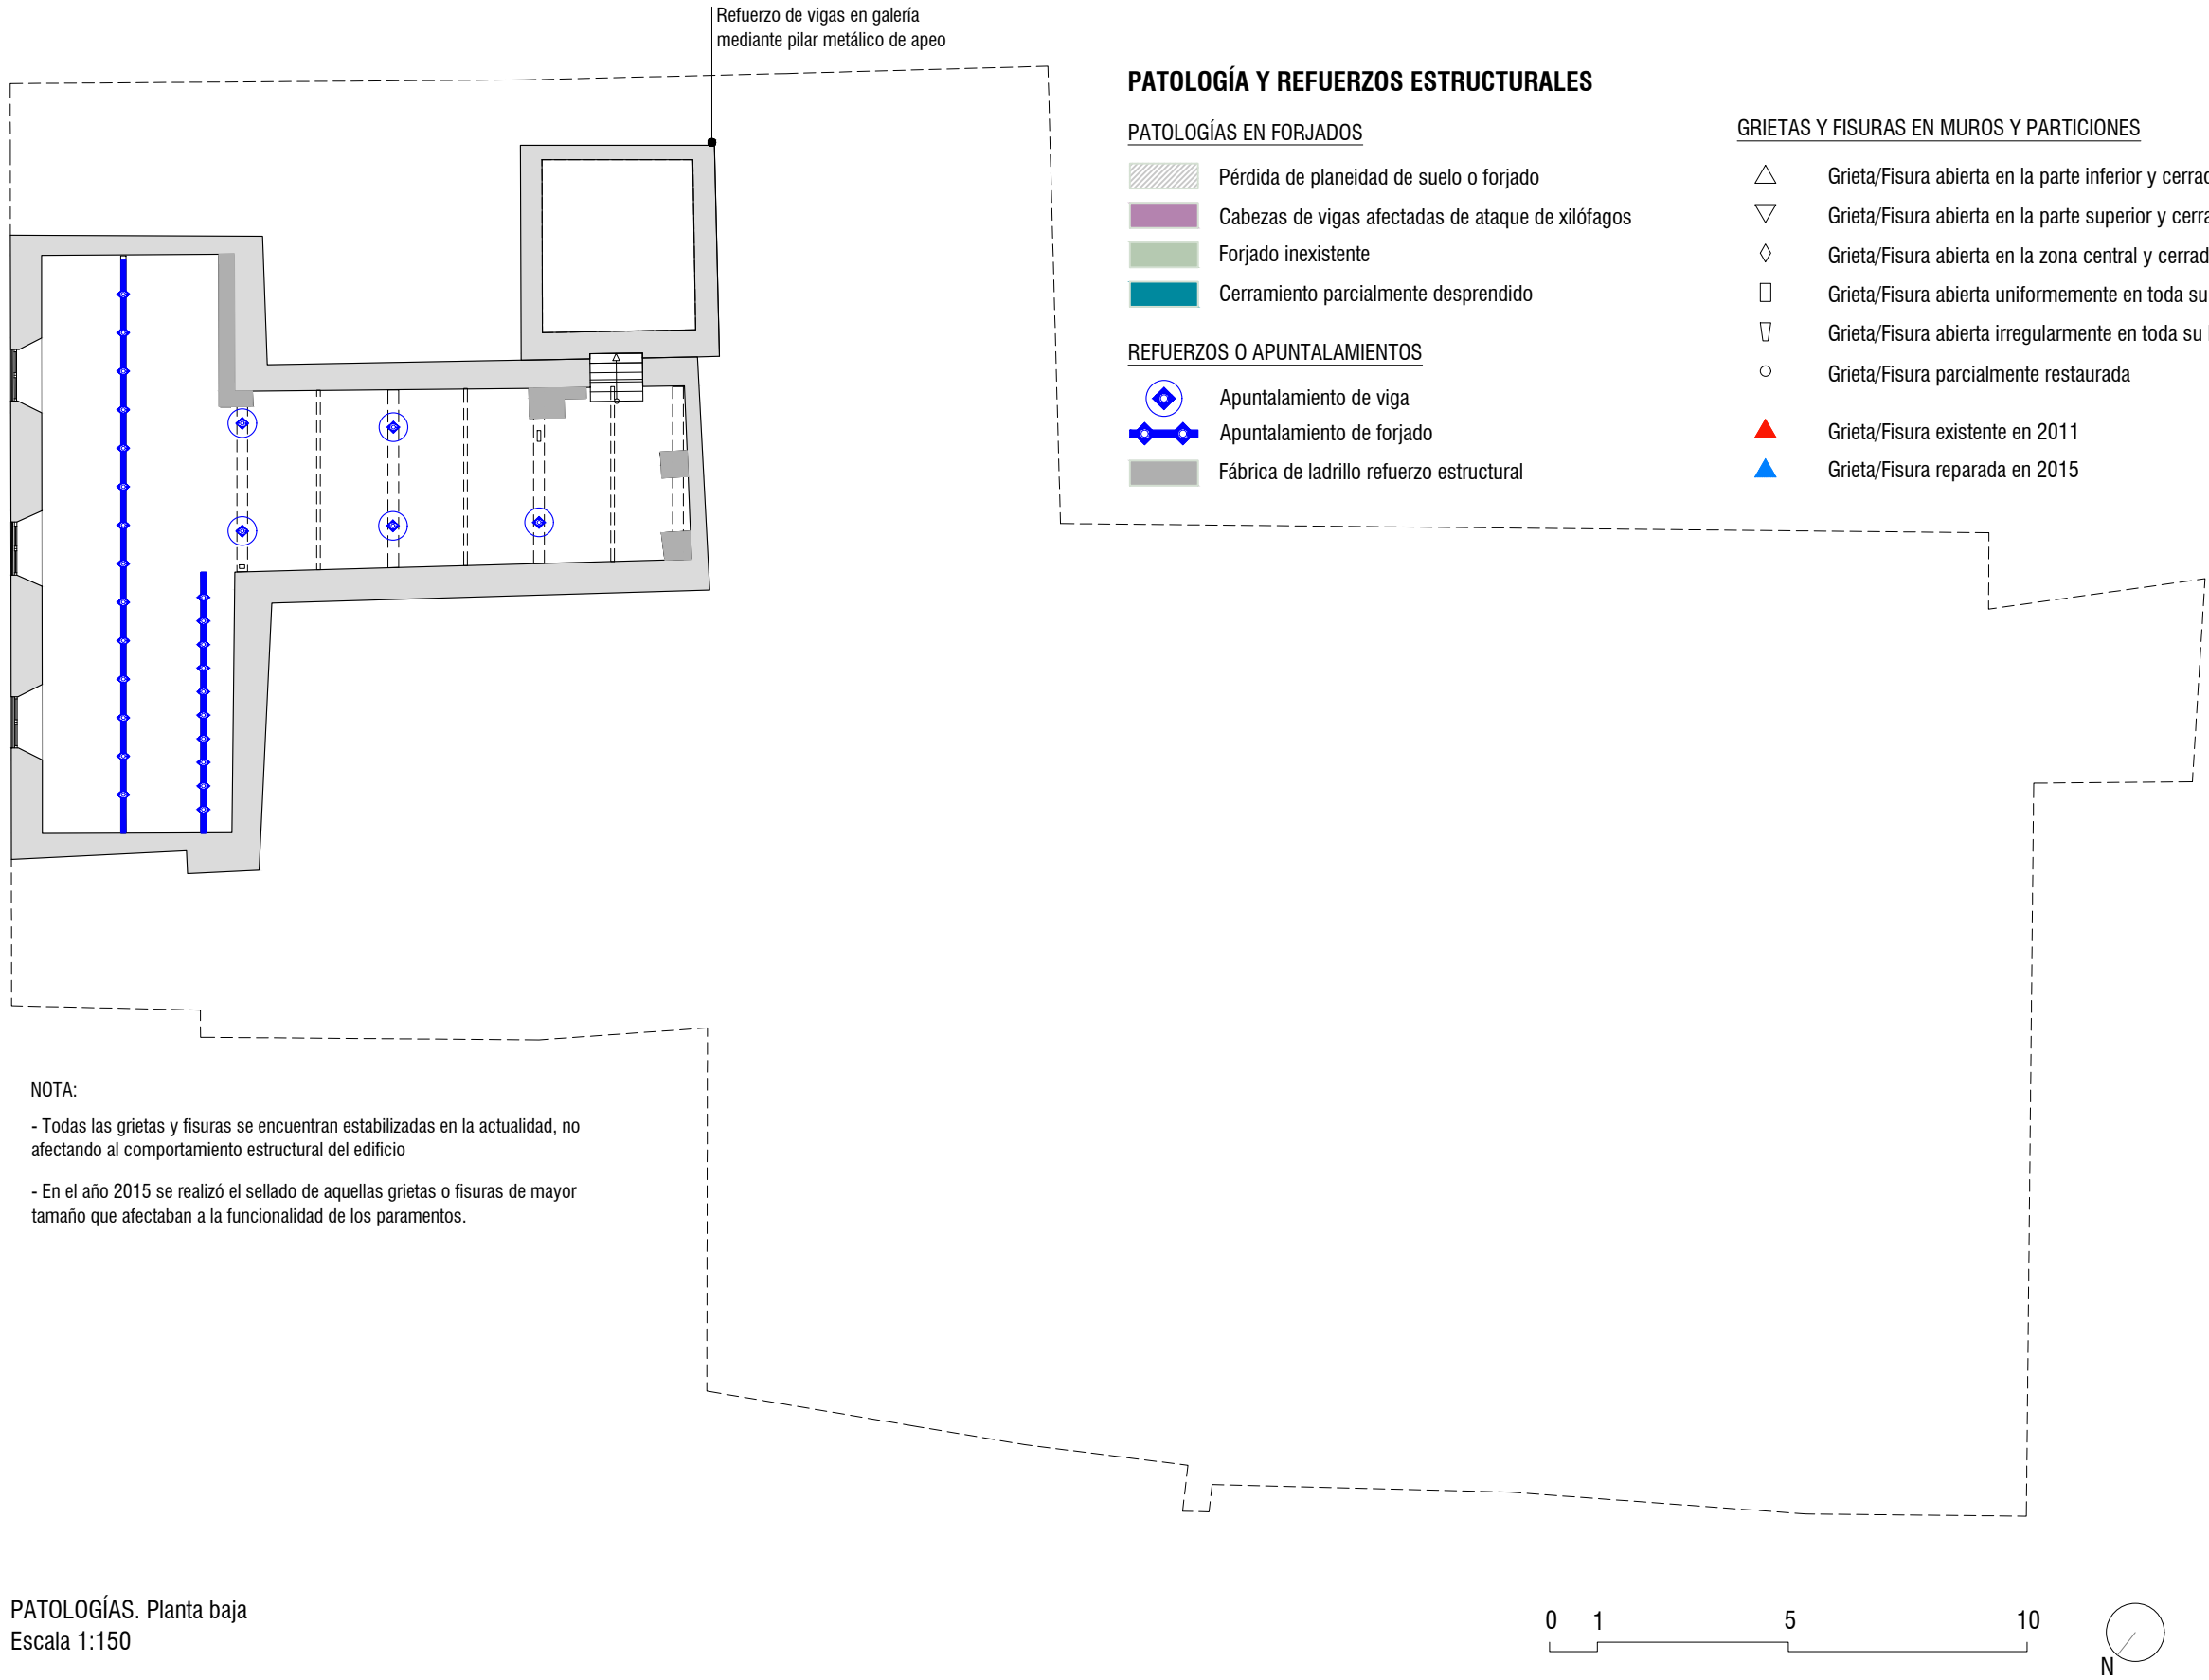 Refuerzo de vigas en galería
mediante pilar metálico de apeo
PATOLOGÍA Y REFUERZOS ESTRUCTURALES
PATOLOGÍAS EN FORJADOS
Pérdida de planeidad de suelo o forjado
Cabezas de vigas afectadas de ataque de xilófagos
Forjado inexistente
Cerramiento parcialmente desprendido
REFUERZOS O APUNTALAMIENTOS
Apuntalamiento de viga
Apuntalamiento de forjado
Fábrica de ladrillo refuerzo estructural
GRIETAS Y FISURAS EN MUROS Y PARTICIONES
Grieta/Fisura abierta en la parte inferior y
Grieta/Fisura abierta en la parte superior y
Grieta/Fisura abierta en la zona central y
Grieta/Fisura abierta uniformemente en toda su
Grieta/Fisura abierta irregularmente en toda su
Grieta/Fisura parcialmente restaurada
Grieta/Fisura existente en 2011
Grieta/Fisura reparada en 2015
NOTA:
- Todas las grietas y fisuras se encuentran estabilizadas en la actualidad, no
afectando al comportamiento estructural del edificio
- En el año 2015 se realizó el sellado de aquellas grietas o fisuras de mayor
tamaño que afectaban a la funcionalidad de los paramentos.
PATOLOGÍAS. Planta baja
Escala 1:150
0 1 5 10
N